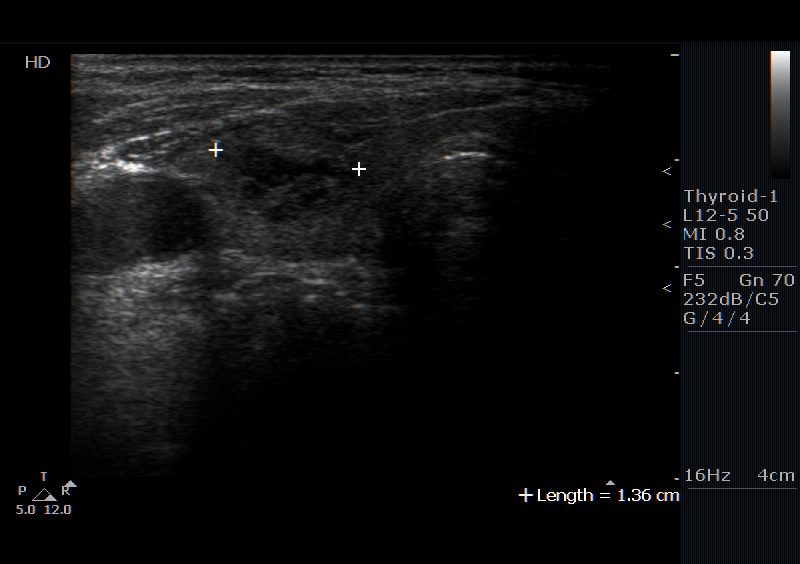 HD
Thyroid-1
L12-5 50
MI 0.8
TIS 0.3
F5 Gn 70
232dB/C5
G/4/4
16Hz 4cm
T
P R
5.0 12.0
+ Length = 1.36 cm